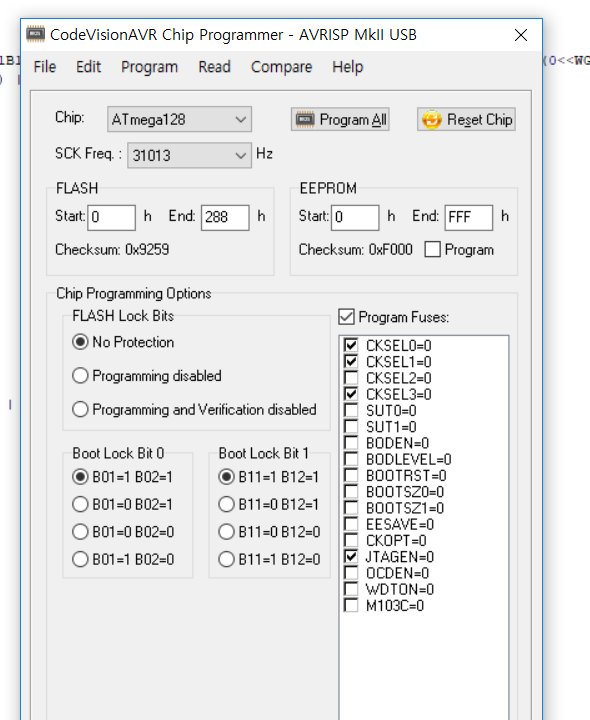 CodeVisionAVR Chip Programmer - AVRISP MkII USB
File Edit Program Read Compare Help
(0<<WG
Chip: ATmega128 Program All Reset Chip
SCK Freq. : 31013 Hz
FLASH
Start: 0 h End: 288 h
Checksum: 0x9259
EEPROM
Start: 0 h End: FFF h
Checksum: 0xF000 Program
Chip Programming Options
FLASH Lock Bits
No Protection
Programming disabled
Programming and Verification disabled
Boot Lock Bit 0
B01=1 B02=1
B01=0 B02=1
B01=0 B02=0
B01=1 B02=0
Boot Lock Bit 1
B11=1 B12=1
B11=0 B12=1
B11=0 B12=0
B11=1 B12=0
Program Fuses:
CKSEL0=0
CKSEL1=0
CKSEL2=0
CKSEL3=0
SUT0=0
SUT1=0
BODEN=0
BODLEVEL=0
BOOTRST=0
BOOTSZ0=0
BOOTSZ1=0
EESAVE=0
CKOPT=0
JTAGEN=0
OCDEN=0
WDTON=0
M103C=0